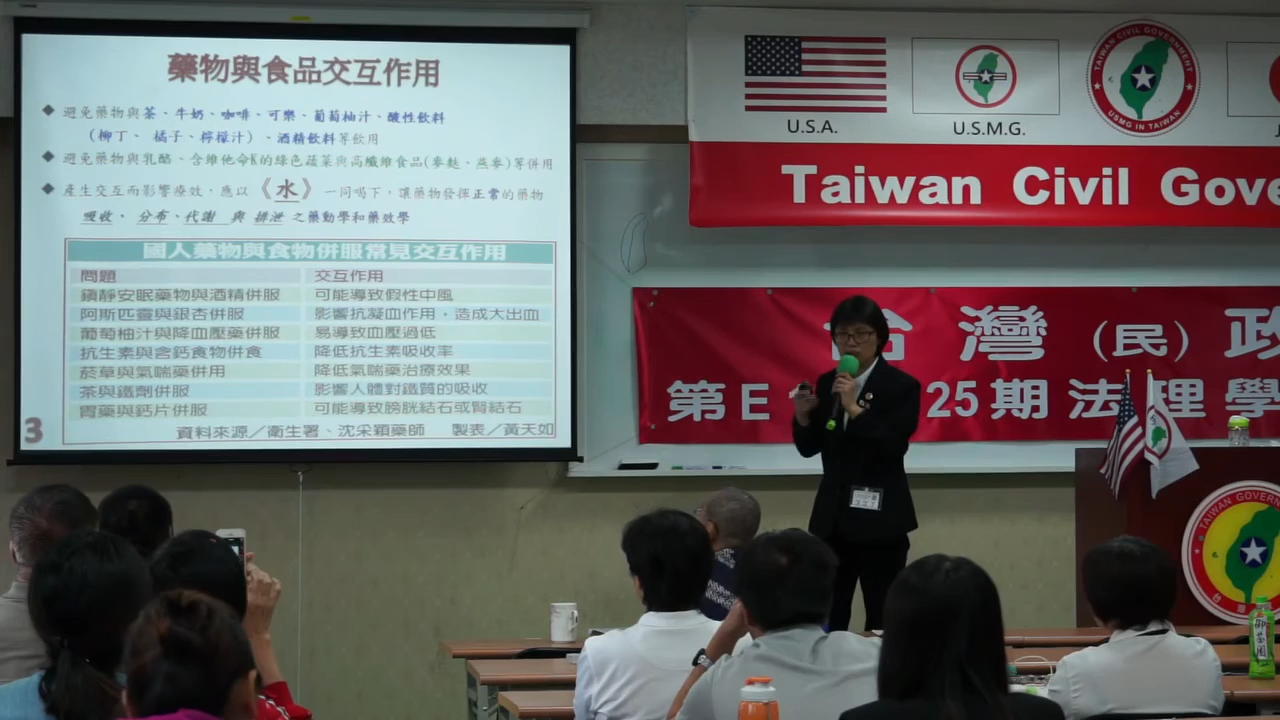 藥物與食品交互作用
◆ 避免藥物與茶、牛奶、咖啡、可樂、葡萄柚汁、酸性飲料
(柳丁、橘子、檸檬汁)、酒精飲料等飲用
◆ 避免藥物與乳酪、含維他命K的綠色蔬菜與高纖維食品(麥麩、燕麥)等併用
◆ 產生交互而影響療效,應以《水》一同喝下,讓藥物發揮正常的藥物
吸收、分布、代謝 與 排泄 之藥動學和藥效學
國人藥物與食物併服常見交互作用
問題 交互作用
鎮靜安眠藥物與酒精併服 可能導致假性中風
阿斯匹靈與銀杏併服 影響抗凝血作用,造成大出血
葡萄柚汁與降血壓藥併服 易導致血壓過低
抗生素與含鈣食物併食 降低抗生素吸收率
菸草與氣喘藥併用 降低氣喘藥治療效果
茶與鐵劑併服 影響人體對鐵質的吸收
胃藥與鈣片併服 可能導致膀胱結石或腎結石
資料來源/衛生署、沈采穎藥師 製表/黃天如
3
U.S.A.
U.S.M.G.
TAIWAN CIVIL GOVERNMENT
USMG IN TAIWAN
Taiwan Civil Gove
台灣(民)政
第E 25期法理學
TAIWAN GOVERN
台
御茶園